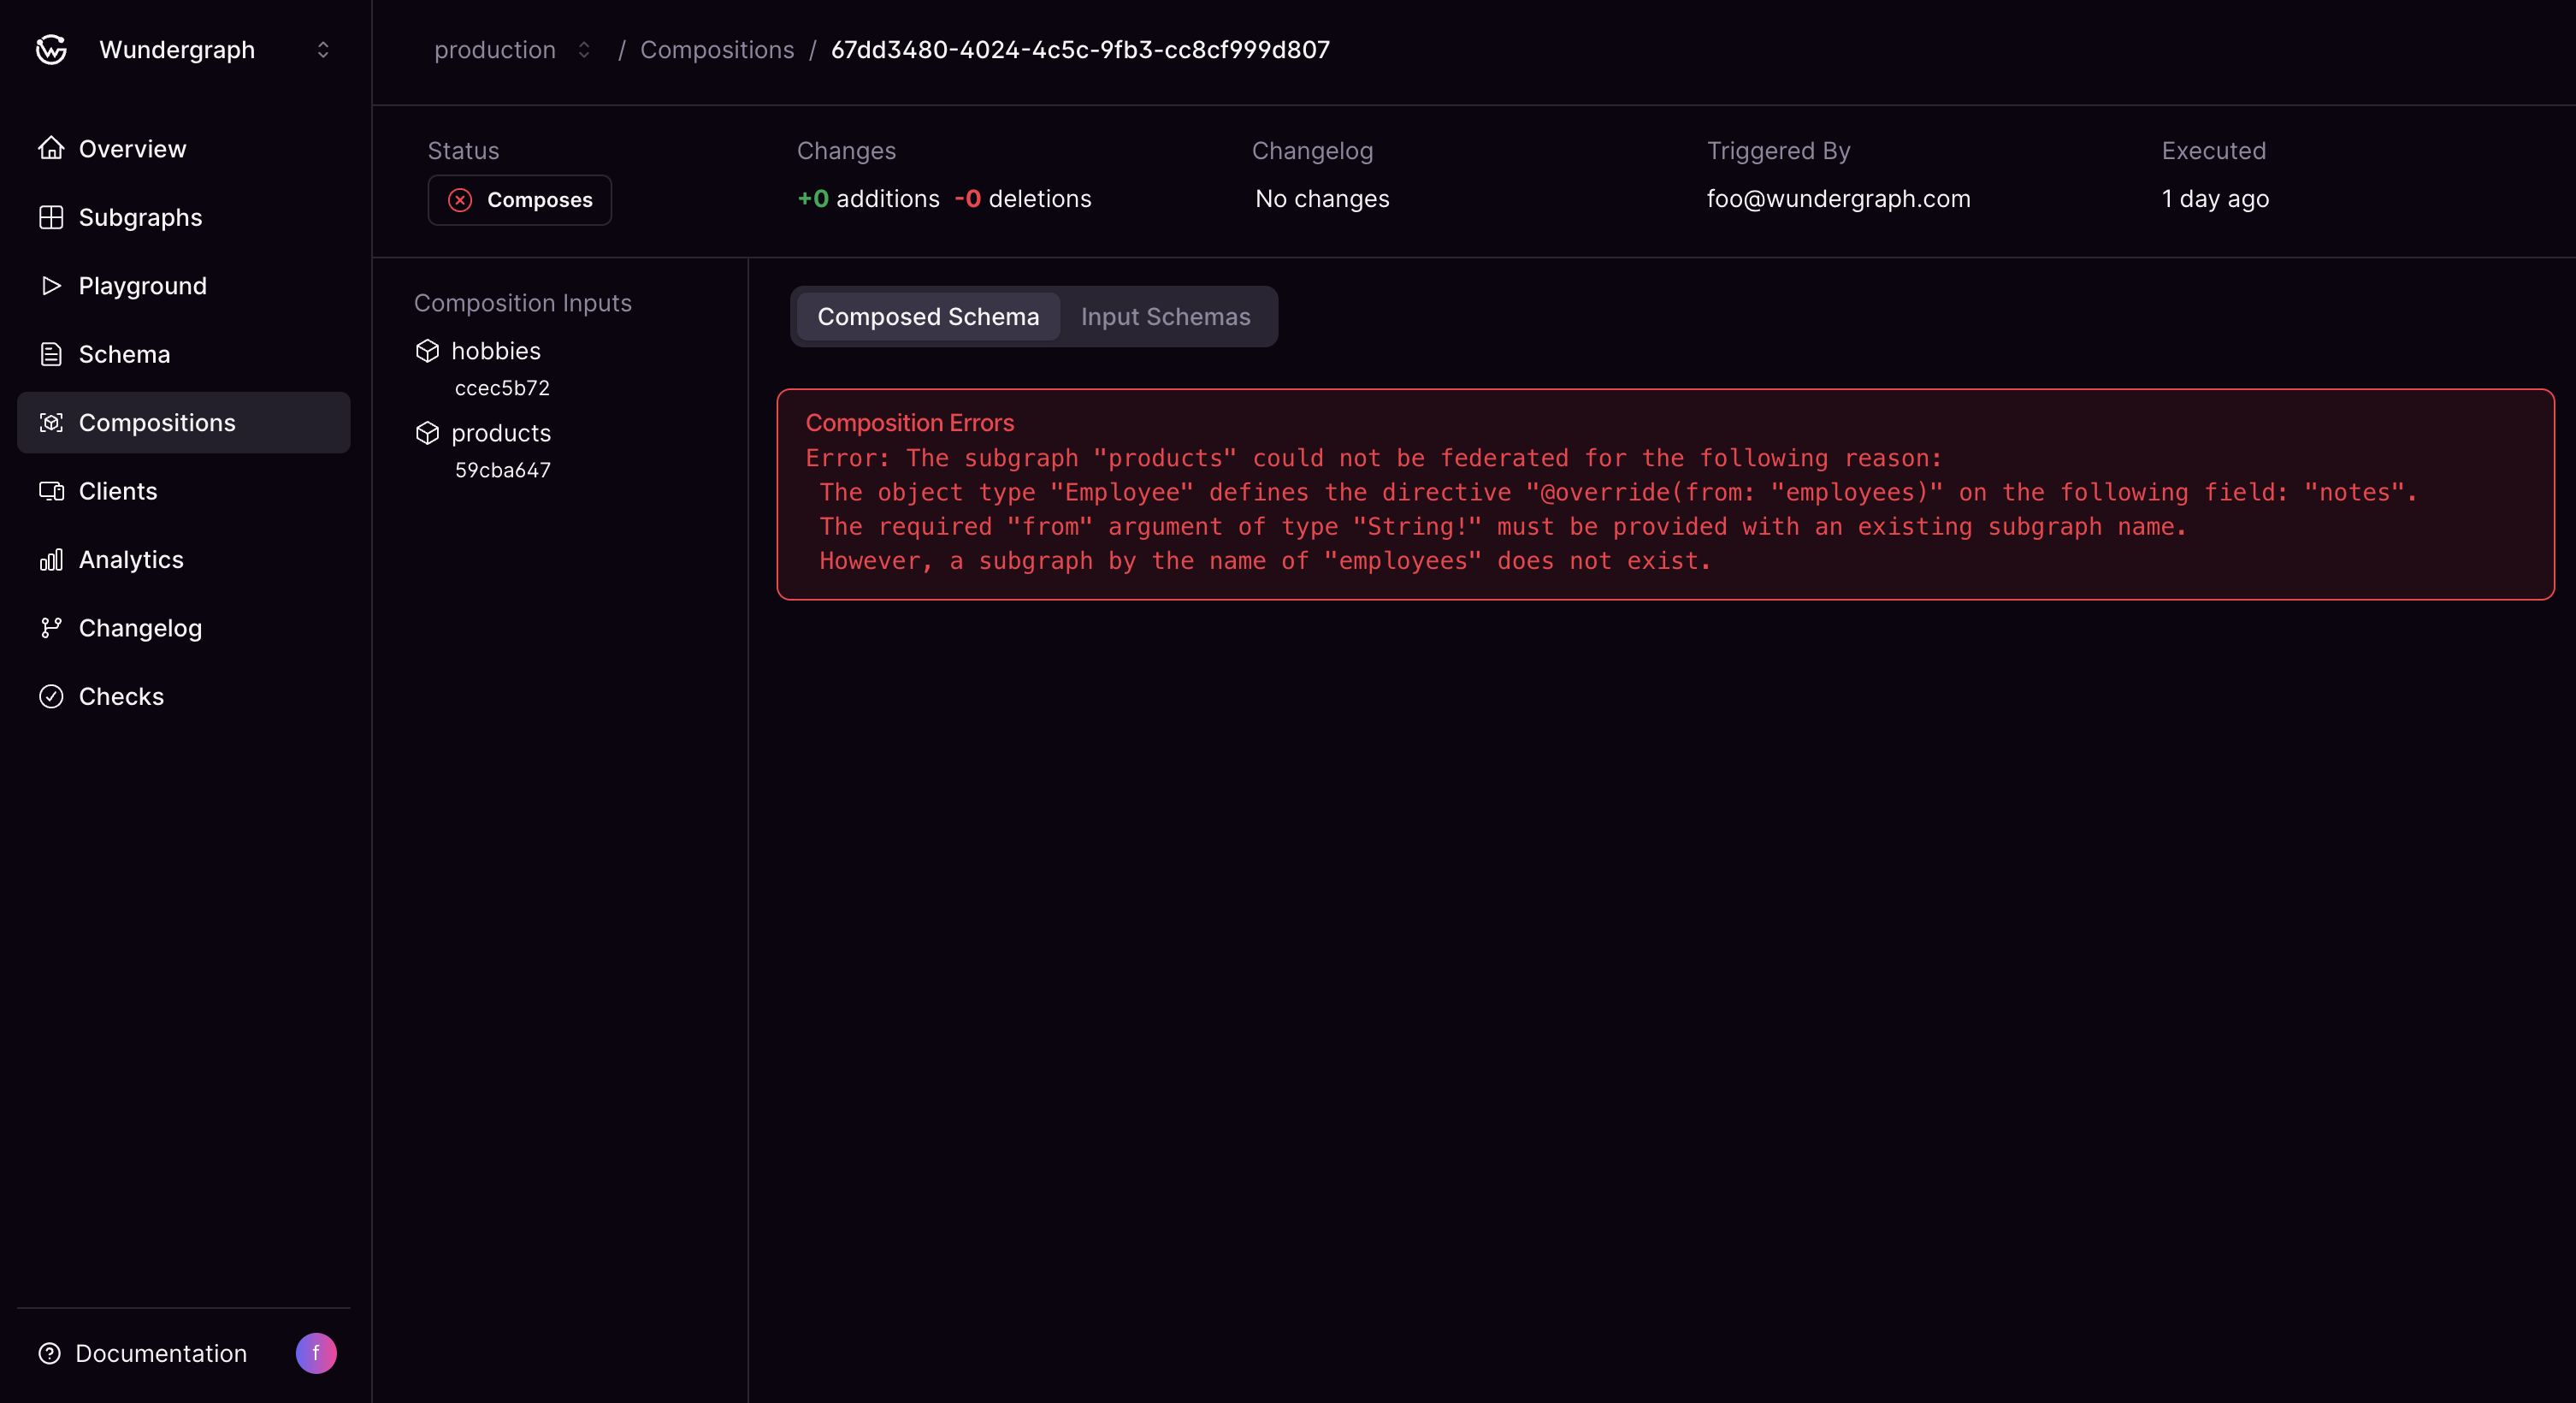 Wundergraph
Overview
Subgraphs
Playground
Schema
Compositions
Clients
Analytics
Changelog
Checks
Documentation
f
production / Compositions / 67dd3480-4024-4c5c-9fb3-cc8cf999d807
Status
Composes
Changes
+0 additions -0 deletions
Changelog
No changes
Triggered By
foo@wundergraph.com
Executed
1 day ago
Composition Inputs
hobbies
ccec5b72
products
59cba647
Composed Schema
Input Schemas
Composition Errors
Error: The subgraph "products" could not be federated for the following reason:
The object type "Employee" defines the directive "@override(from: "employees)" on the following field: "notes".
The required "from" argument of type "String!" must be provided with an existing subgraph name.
However, a subgraph by the name of "employees" does not exist.